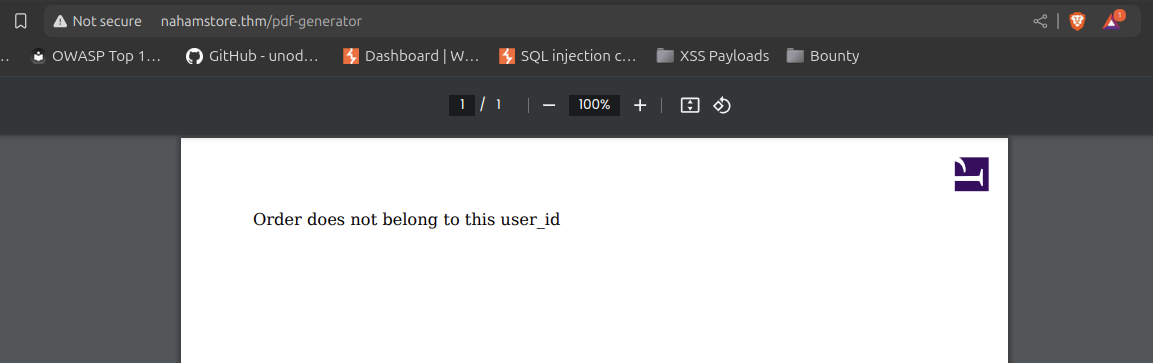 Not secure nahamstore.thm/pdf-generator 1
OWASP Top 1… GitHub - unod… Dashboard | W… SQL injection c… XSS Payloads Bounty
1 / 1 100%
Order does not belong to this user_id